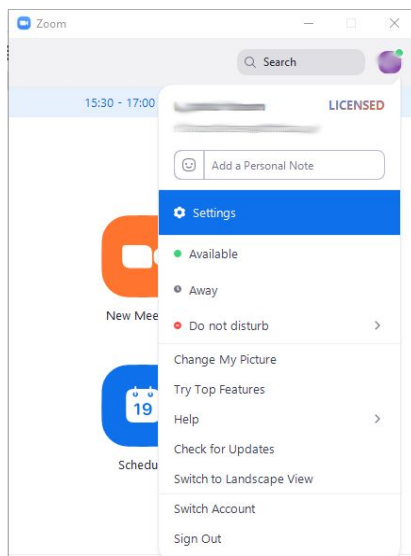 Zoom
Search
15:30 - 17:00
LICENSED
Add a Personal Note
Settings
Available
Away
New Mee
Do not disturb
Change My Picture
Try Top Features
19
Help
Check for Updates
Schedu
Switch to Landscape View
Switch Account
Sign Out